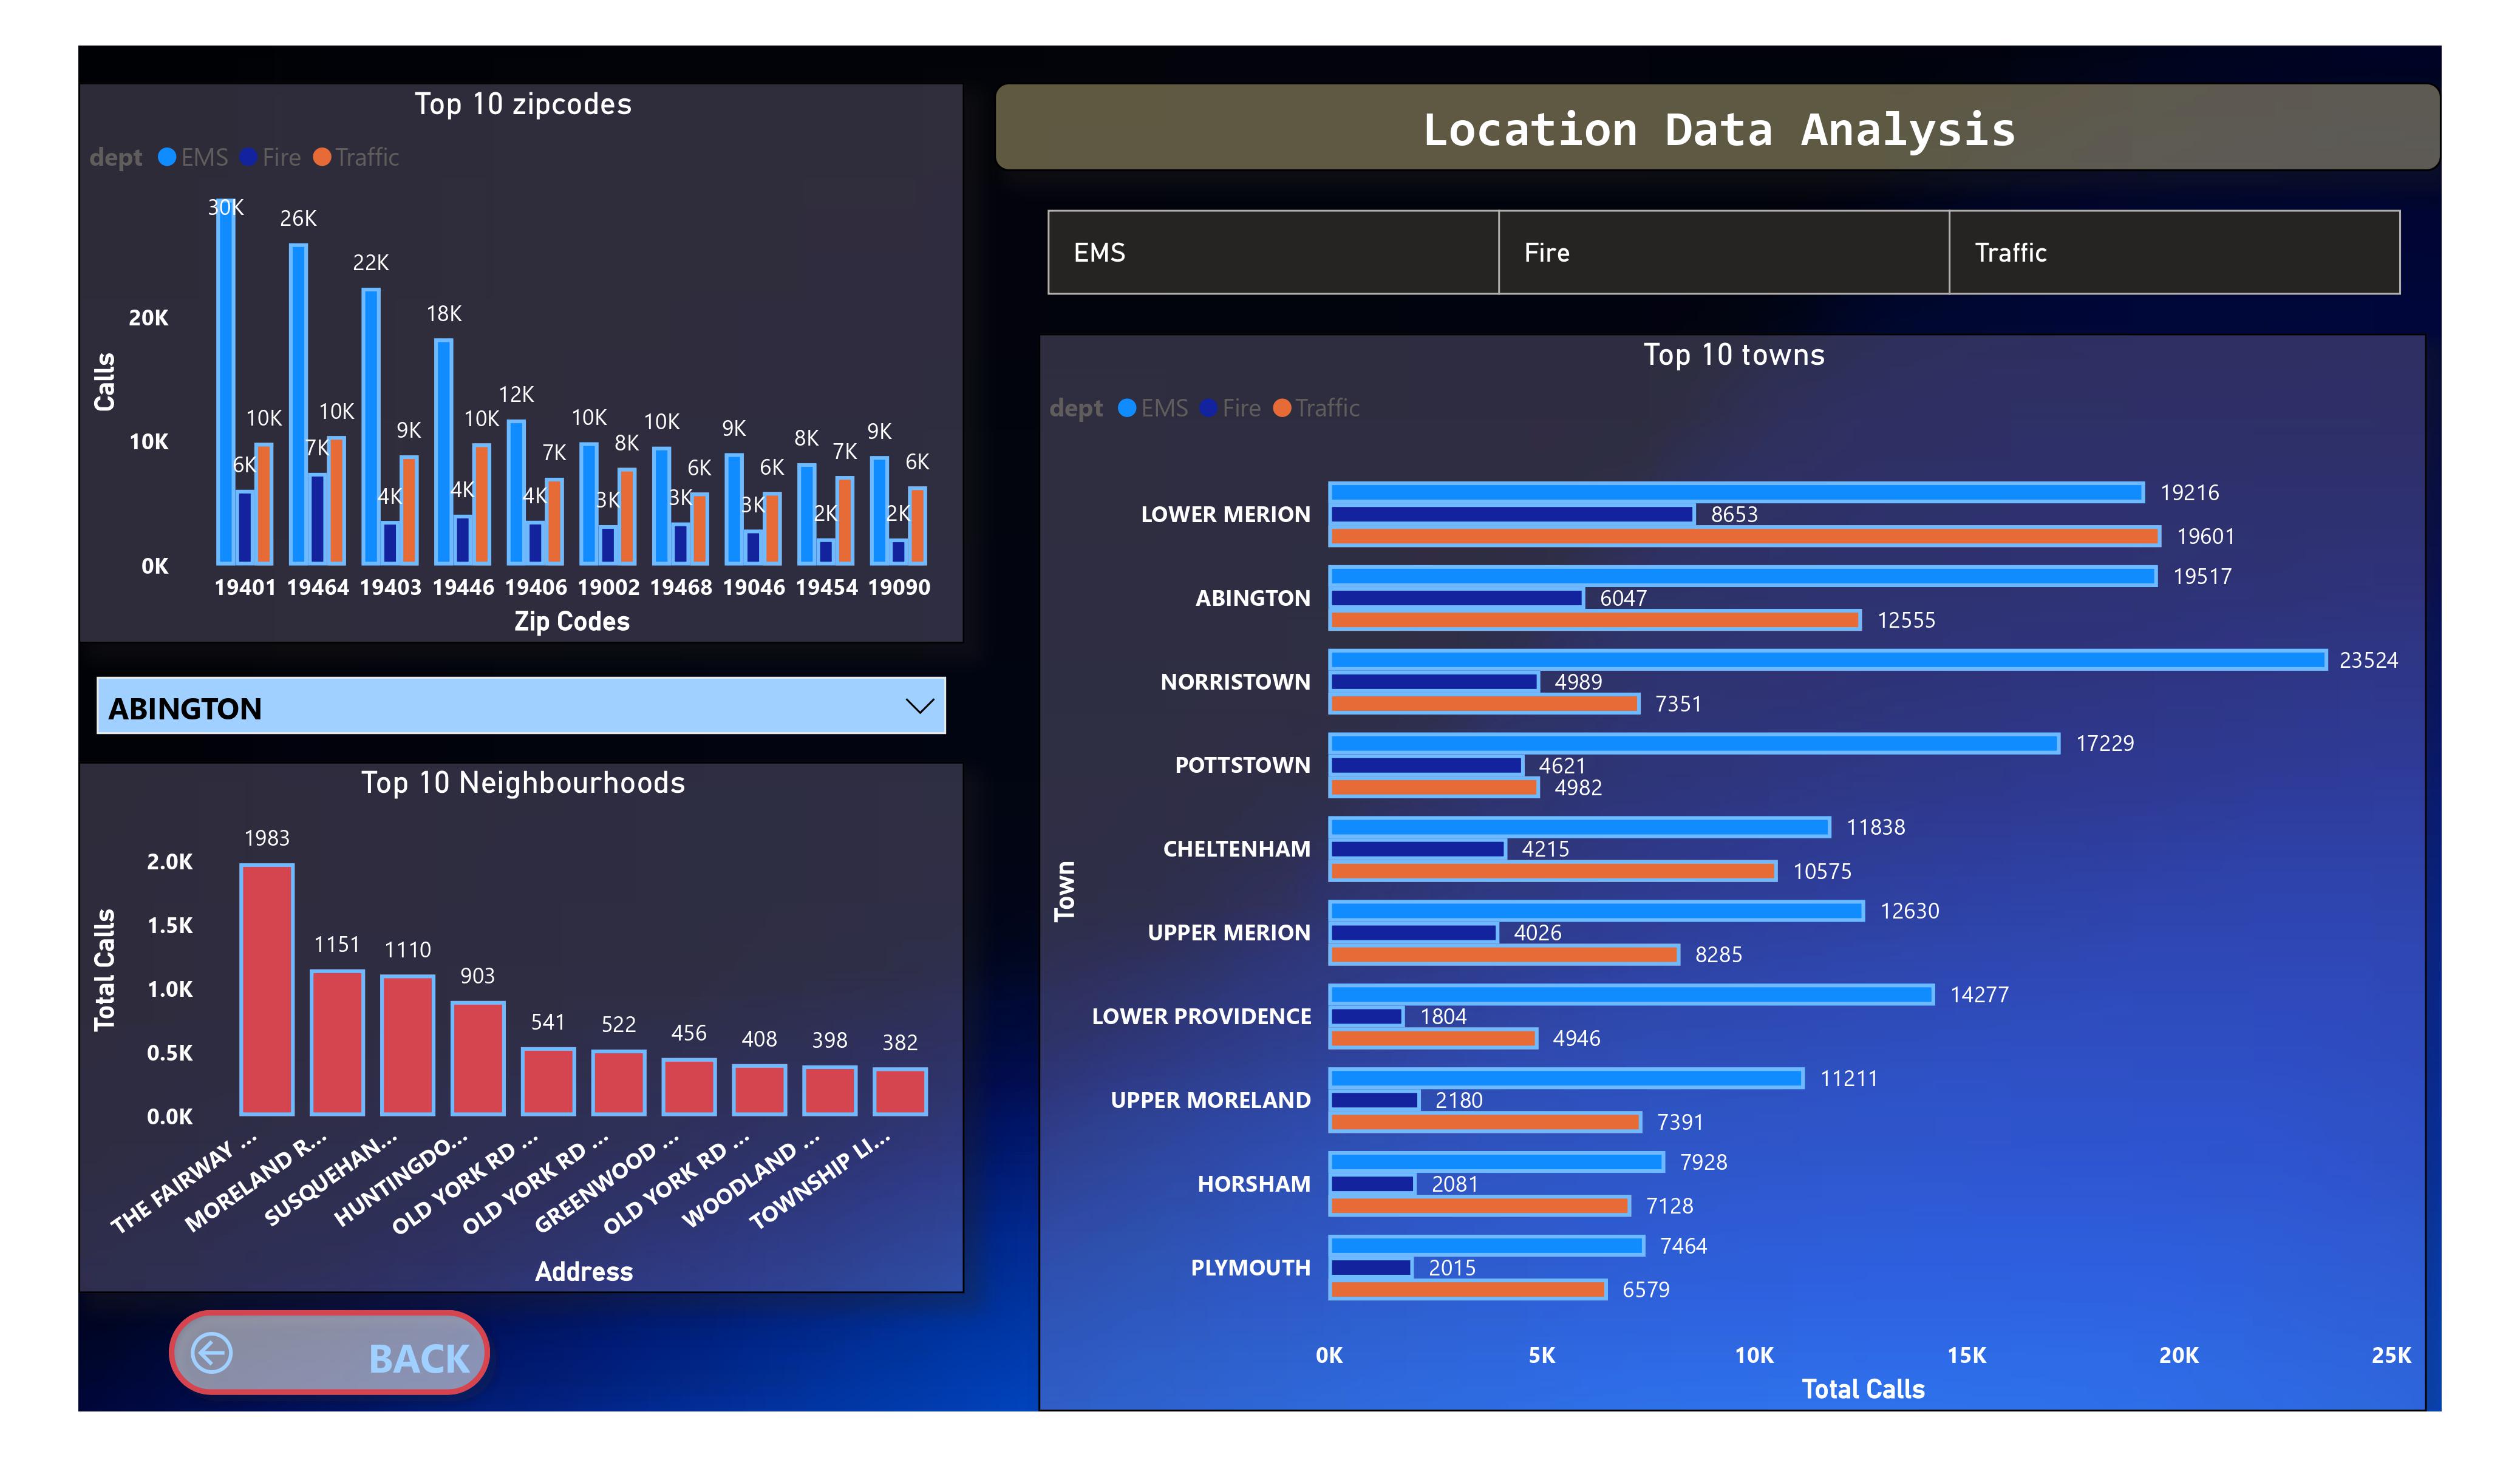 Top 10 zipcodes
dept EMS Fire Traffic
30K 26K 22K 18K 12K 10K 10K 9K 8K 9K
6K 7K 4K 4K 4K 3K 3K 3K 2K 2K
10K 10K 9K 10K 7K 8K 6K 6K 7K 6K
20K
10K
0K
Calls
19401 19464 19403 19446 19406 19002 19468 19046 19454 19090
Zip Codes
ABINGTON
Top 10 Neighbourhoods
1983 1151 1110 903 541 522 456 408 398 382
2.0K
1.5K
1.0K
0.5K
0.0K
Total Calls
THE FAIRWAY ...
MORELAND R...
SUSQUEHAN...
HUNTINGDO...
OLD YORK RD ...
OLD YORK RD ...
GREENWOOD ...
OLD YORK RD ...
WOODLAND ...
TOWNSHIP LI...
Address
BACK
Location Data Analysis
EMS Fire Traffic
Top 10 towns
dept EMS Fire Traffic
Town
LOWER MERION 19216 8653 19601
ABINGTON 19517 6047 12555
NORRISTOWN 23524 4989 7351
POTTSTOWN 17229 4621 4982
CHELTENHAM 11838 4215 10575
UPPER MERION 12630 4026 8285
LOWER PROVIDENCE 14277 1804 4946
UPPER MORELAND 11211 2180 7391
HORSHAM 7928 2081 7128
PLYMOUTH 7464 2015 6579
0K 5K 10K 15K 20K 25K
Total Calls